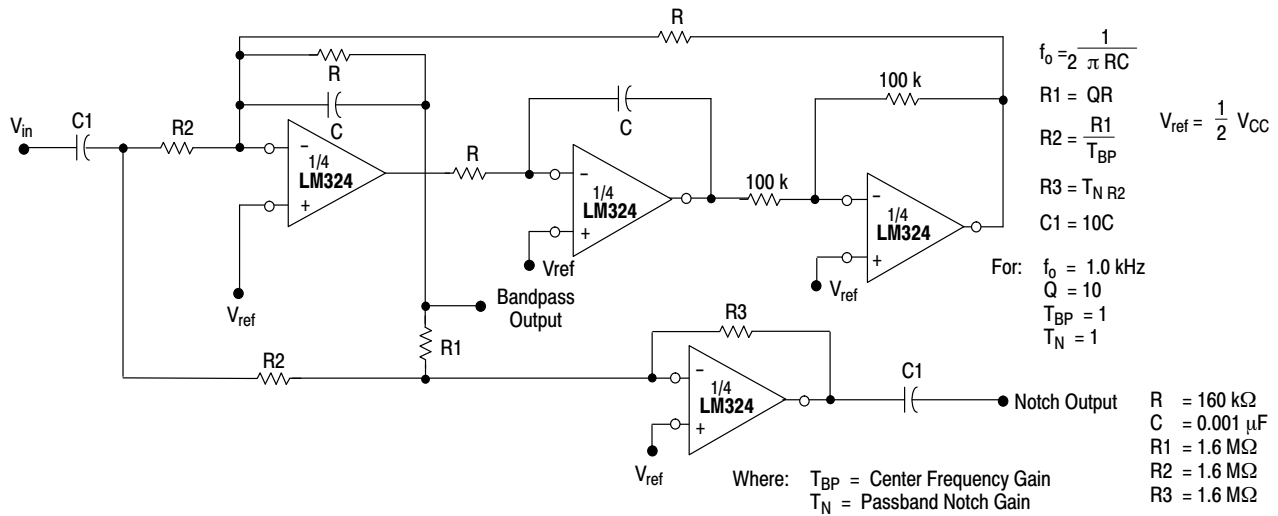 R
R
C
C1
V_in
R2
1/4
LM324
V_ref
R
C
1/4
LM324
Vref
100 k
100 k
1/4
LM324
V_ref
Bandpass
Output
R1
R2
R3
1/4
LM324
V_ref
C1
Notch Output
f_o = 2 1/π RC
R1 = QR
R2 = R1/T_BP
R3 = T_N R2
C1 = 10C
V_ref = 1/2 V_CC
For: f_o = 1.0 kHz
Q = 10
T_BP = 1
T_N = 1
R = 160 kΩ
C = 0.001 μF
R1 = 1.6 MΩ
R2 = 1.6 MΩ
R3 = 1.6 MΩ
Where: T_BP = Center Frequency Gain
T_N = Passband Notch Gain